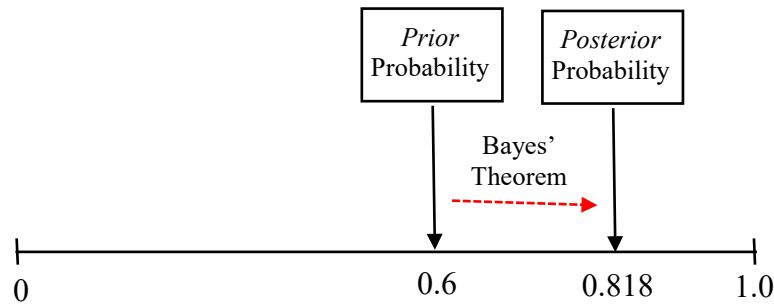 Prior
Probability
Posterior
Probability
Bayes’
Theorem
0
0.6
0.818
1.0